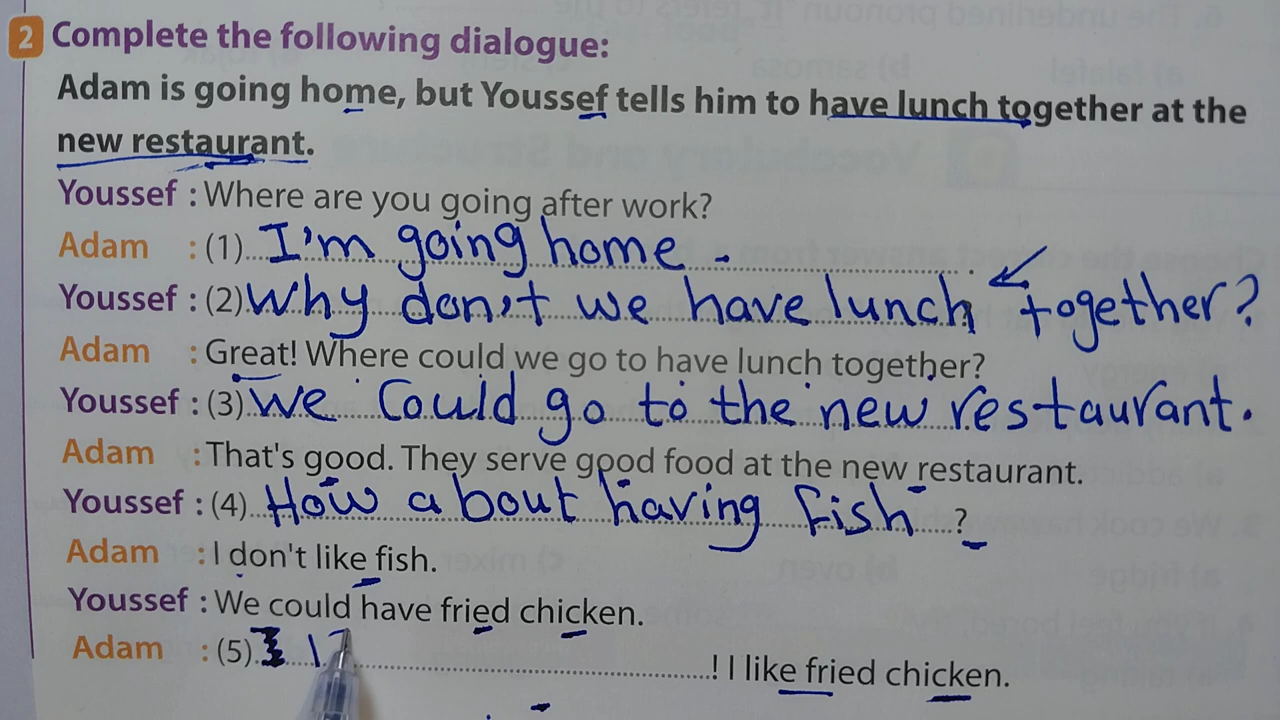 2 Complete the following dialogue:
Adam is going home, but Youssef tells him to have lunch together at the
new restaurant.
Youssef : Where are you going after work?
Adam : (1) I'm going home .
Youssef : (2) Why don't we have lunch together?
Adam : Great! Where could we go to have lunch together?
Youssef : (3) We could go to the new restaurant.
Adam : That's good. They serve good food at the new restaurant.
Youssef : (4) How about having fish ?
Adam : I don't like fish.
Youssef : We could have fried chicken.
Adam : (5) ! I like fried chicken.